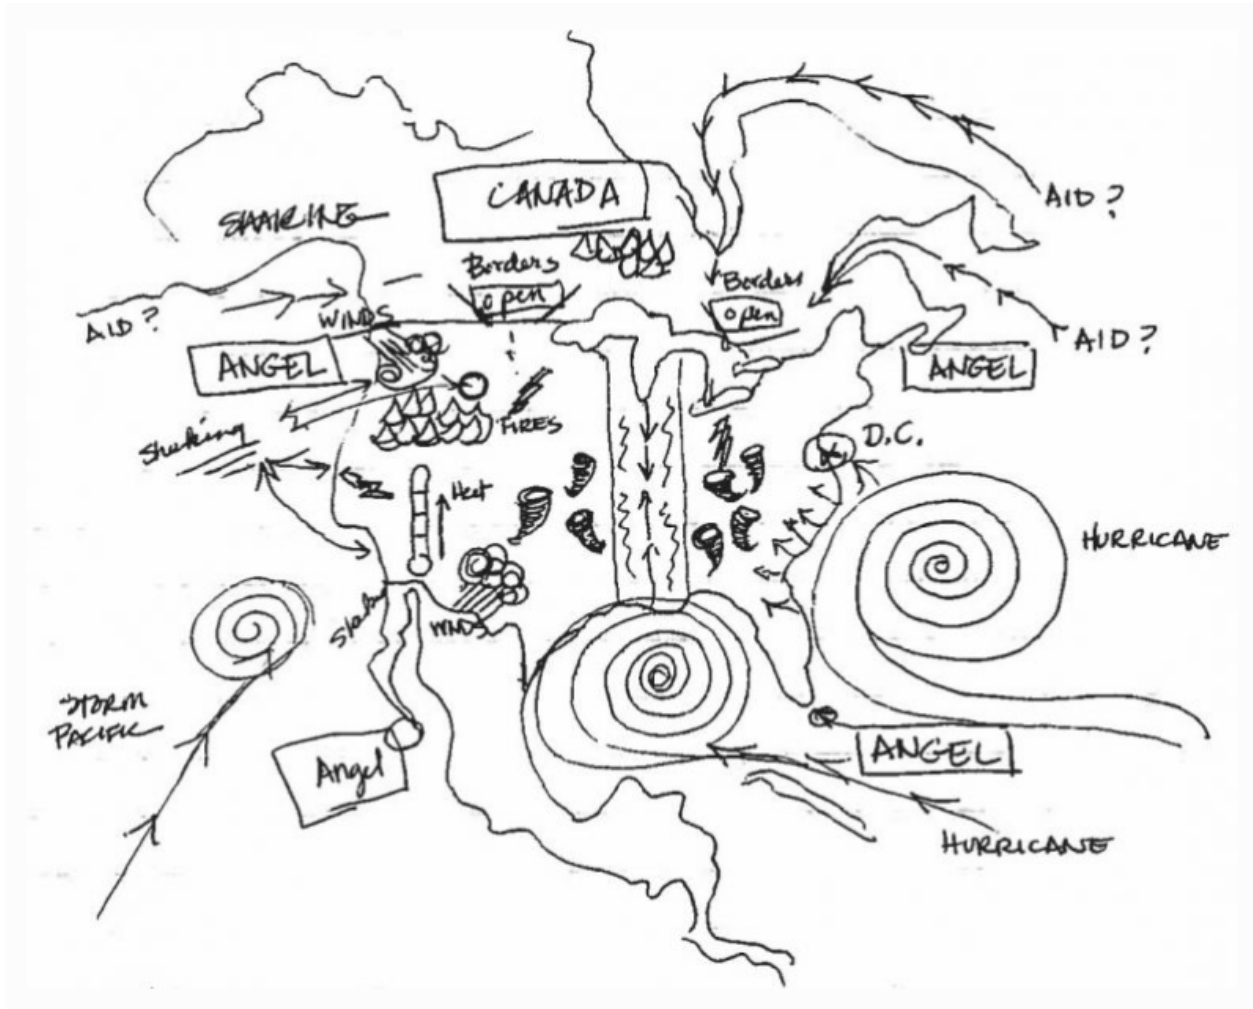 CANADA
AID ?
SHAKING
Borders
open
Borders
open
AID ?
WINDS
AID ?
ANGEL
ANGEL
FIRES
D.C.
Shaking
Heat
HURRICANE
WINDS
STORM
PACIFIC
Angel
ANGEL
HURRICANE